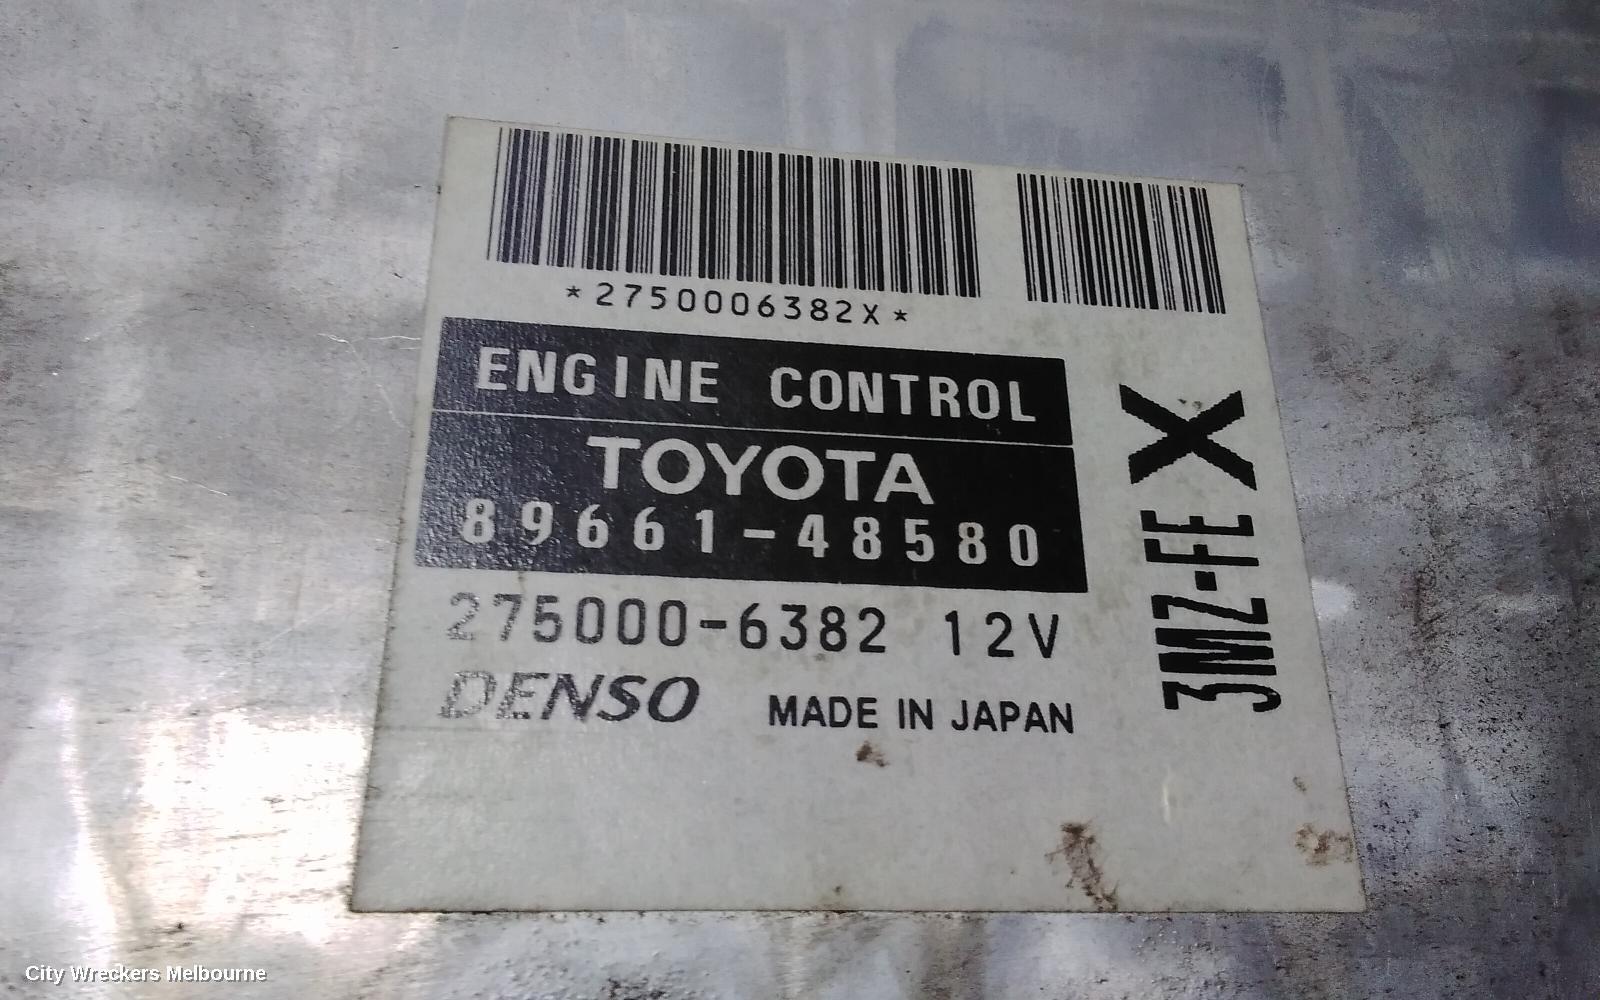 *2750006382X*
ENGINE CONTROL
TOYOTA
89661-48580
275000-6382 12V
DENSO MADE IN JAPAN
3MZ-FE X
City Wreckers Melbourne